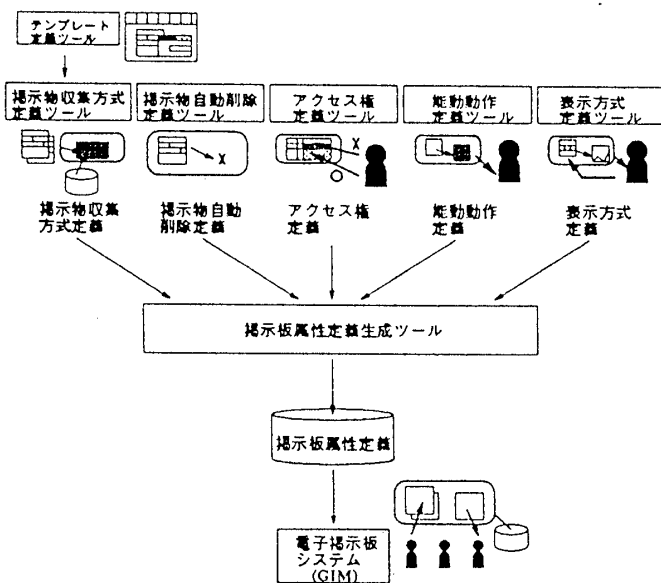 テンプレート
定義ツール
掲示物収集方式
定義ツール
掲示物自動削除
定義ツール
アクセス権
定義ツール
能動動作
定義ツール
表示方式
定義ツール
X
X
掲示物収集
方式定義
掲示物自動
削除定義
アクセス権
定義
能動動作
定義
表示方式
定義
掲示板属性定義生成ツール
掲示板属性定義
電子掲示板
システム
(GIM)